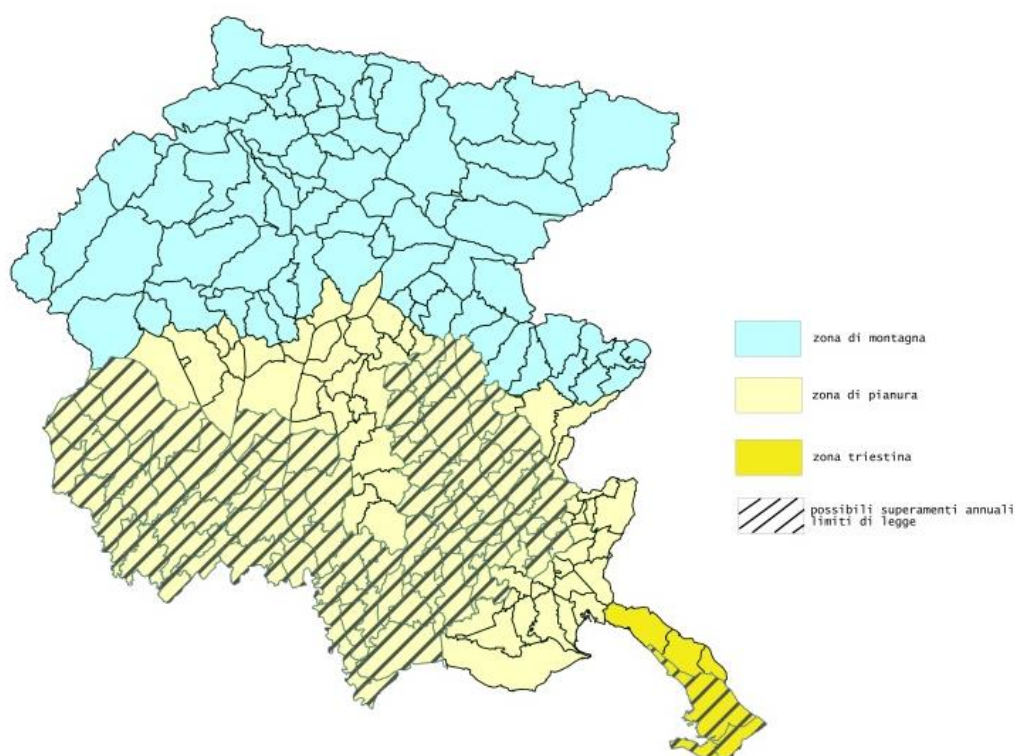 zona di montagna
zona di pianura
zona triestina
possibili superamenti annuali
limiti di legge